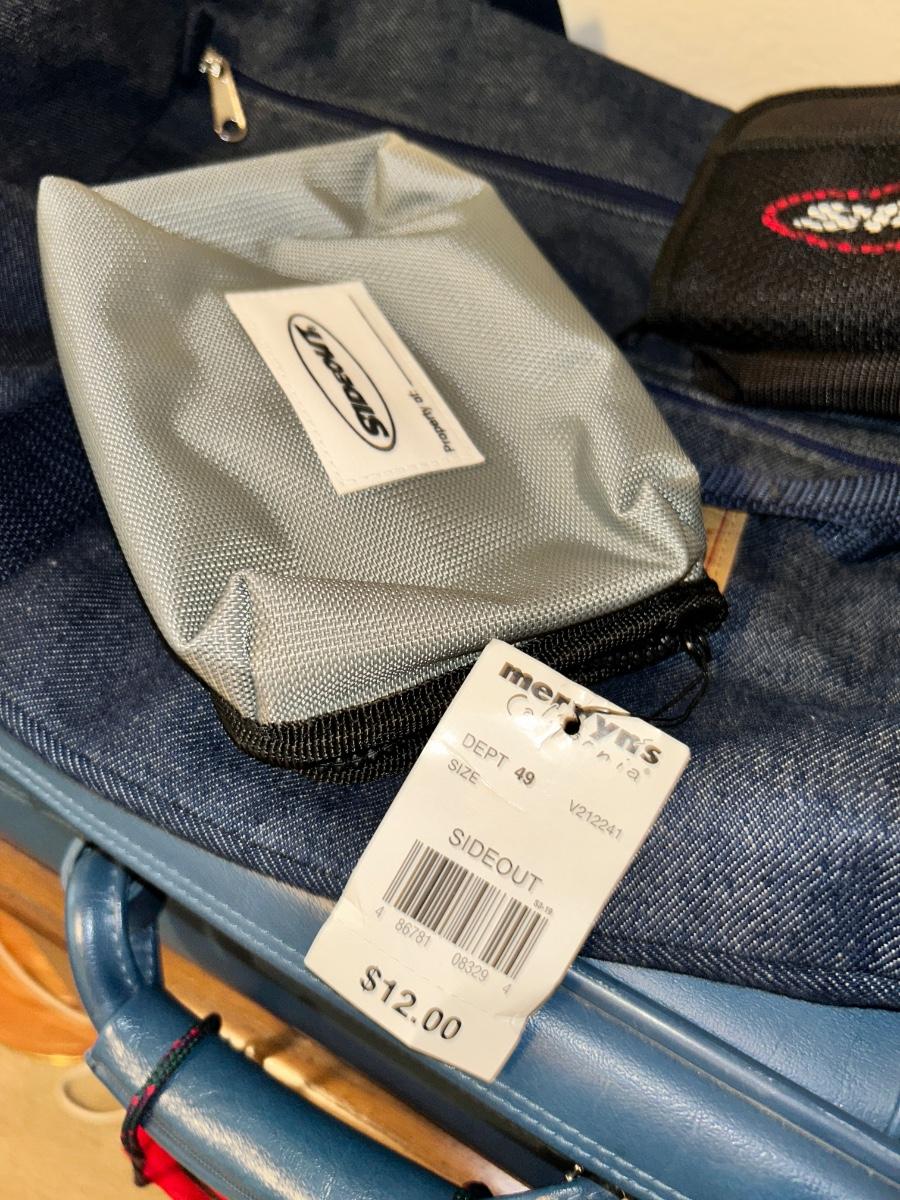 SIDEOUT
Property of:
mervyn's
California®
DEPT 49
SIZE
V212241
SIDEOUT
4 86781 08329 4
$12.00